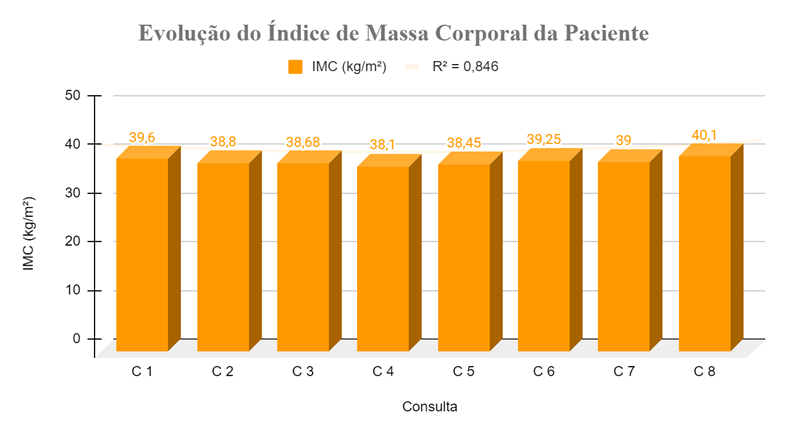 Evolução do Índice de Massa Corporal da Paciente
IMC (kg/m²) R² = 0,846
50
40
30
20
10
0
IMC (kg/m²)
39,6 38,8 38,68 38,1 38,45 39,25 39 40,1
C 1 C 2 C 3 C 4 C 5 C 6 C 7 C 8
Consulta